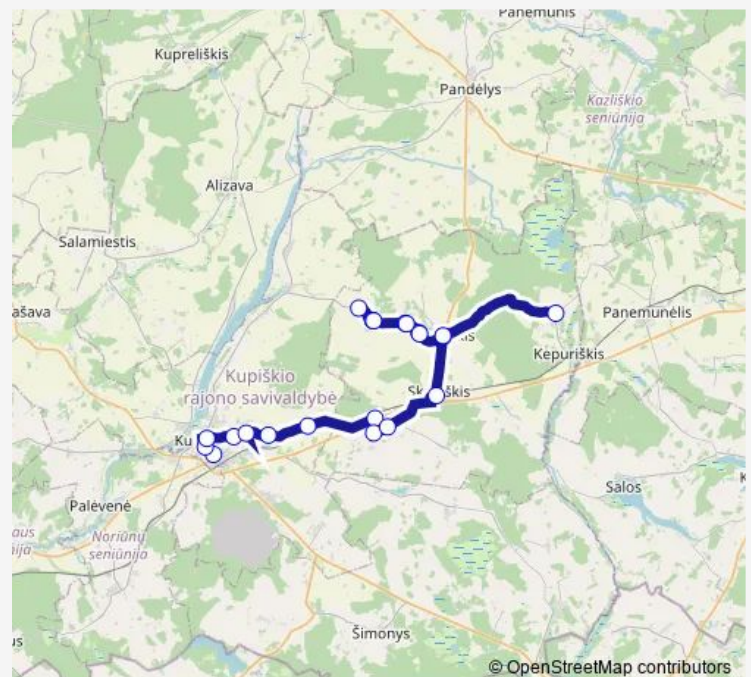 Panemunis
Kupreliškis
Pandėlys
Kazliškio
seniūnija
Alizava
Salamiestis
Panemunėlis
Kepuriškis
Kupiškio
rajono savivaldybė
Palėvenė
Noriūnų
seniūnija
Salos
Šimonys
© OpenStreetMap contributors